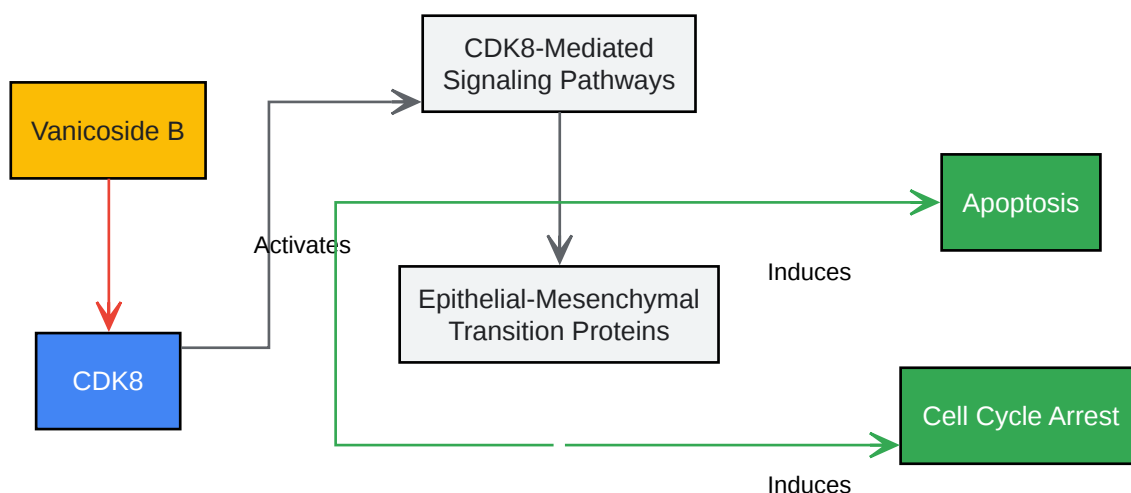 CDK8-Mediated
Signaling Pathways
Vanicoside B
Apoptosis
Activates
Induces
Epithelial-Mesenchymal
Transition Proteins
CDK8
Cell Cycle Arrest
Induces